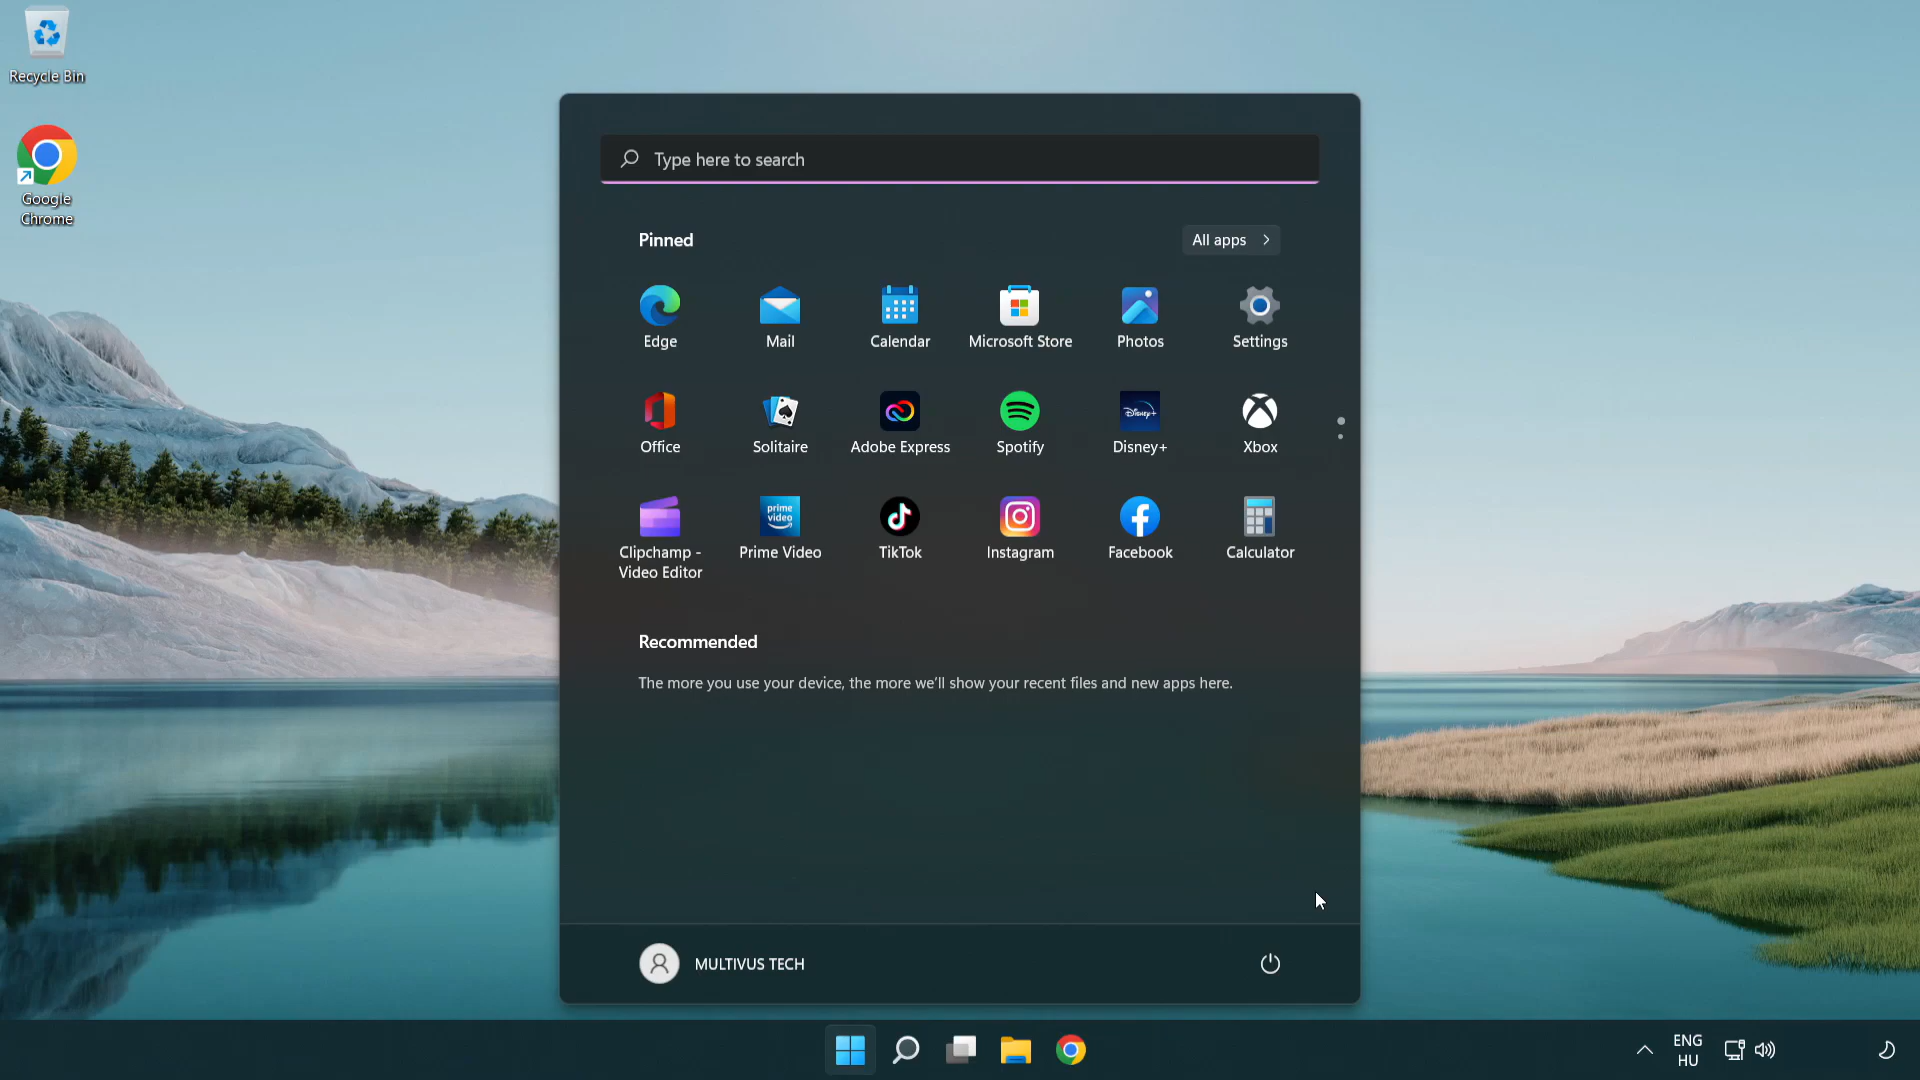 Recycle Bin
Google
Chrome
Type here to search
Pinned
All apps
Edge
Mail
Calendar
Microsoft Store
Photos
Settings
Office
Solitaire
Adobe Express
Spotify
Disney+
Disney+
Xbox
prime
video
Clipchamp -
Video Editor
Prime Video
TikTok
Instagram
Facebook
Calculator
Recommended
The more you use your device, the more we'll show your recent files and new apps here.
MULTIVUS TECH
ENG
HU